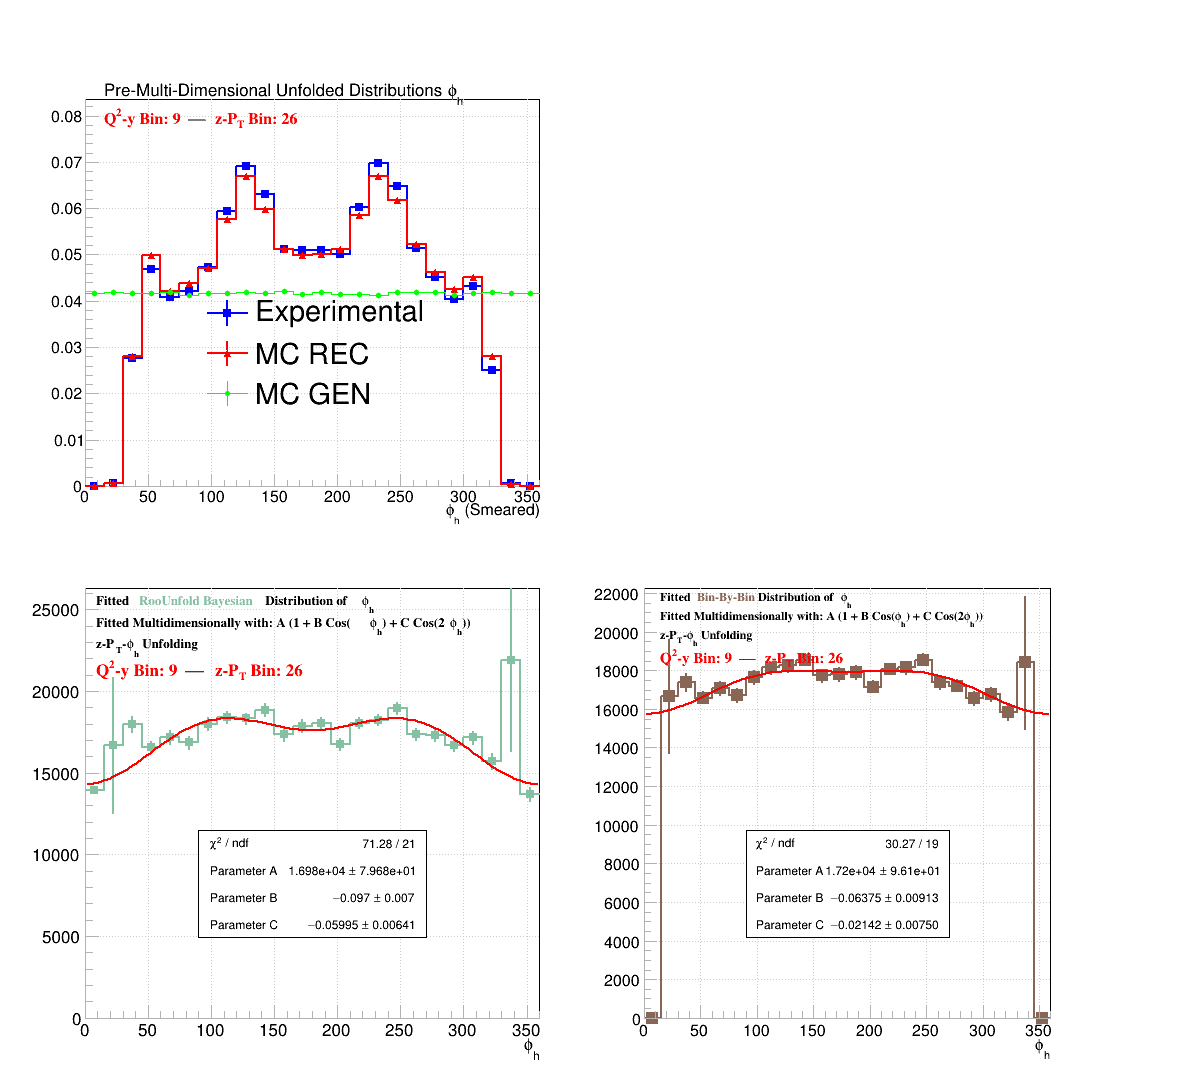 Pre-Multi-Dimensional Unfolded Distributions ϕh
Q2-y Bin: 9 — z-PT Bin: 26
0.08
0.07
0.06
0.05
0.04
0.03
0.02
0.01
0
Experimental
MC REC
MC GEN
0 50 100 150 200 250 300 350
ϕh (Smeared)
Fitted RooUnfold Bayesian Distribution of ϕh
Fitted Multidimensionally with: A (1 + B Cos( ϕh) + C Cos(2 ϕh))
z-PT-ϕh Unfolding
Q2-y Bin: 9 — z-PT Bin: 26
25000
20000
15000
10000
5000
0
χ2 / ndf 71.28 / 21
Parameter A 1.698e+04 ± 7.968e+01
Parameter B −0.097 ± 0.007
Parameter C −0.05995 ± 0.00641
0 50 100 150 200 250 300 350
ϕh
Fitted Bin-By-Bin Distribution of ϕh
Fitted Multidimensionally with: A (1 + B Cos(ϕh) + C Cos(2ϕh))
z-PT-ϕh Unfolding
Q2-y Bin: 9 — z-PT Bin: 26
22000
20000
18000
16000
14000
12000
10000
8000
6000
4000
2000
0
χ2 / ndf 30.27 / 19
Parameter A 1.72e+04 ± 9.61e+01
Parameter B −0.06375 ± 0.00913
Parameter C −0.02142 ± 0.00750
0 50 100 150 200 250 300 350
ϕh